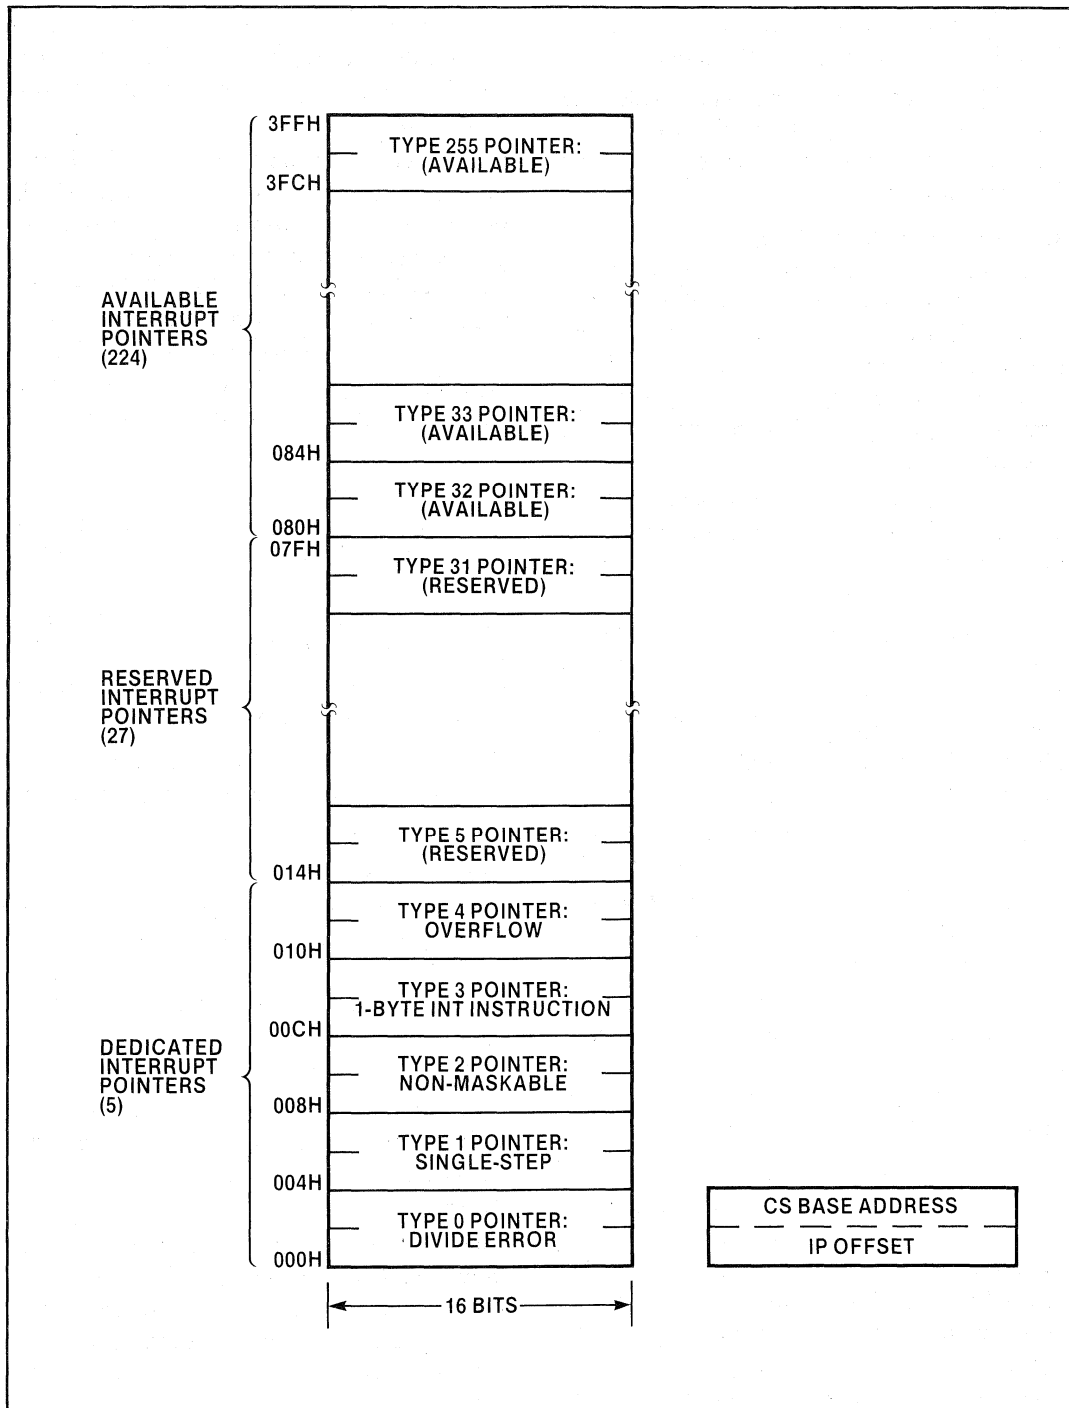 3FFH
TYPE 255 POINTER:
(AVAILABLE)
3FCH
AVAILABLE
INTERRUPT
POINTERS
(224)
TYPE 33 POINTER:
(AVAILABLE)
084H
TYPE 32 POINTER:
(AVAILABLE)
080H
07FH
TYPE 31 POINTER:
(RESERVED)
RESERVED
INTERRUPT
POINTERS
(27)
TYPE 5 POINTER:
(RESERVED)
014H
TYPE 4 POINTER:
OVERFLOW
010H
TYPE 3 POINTER:
1-BYTE INT INSTRUCTION
00CH
DEDICATED
INTERRUPT
POINTERS
(5)
TYPE 2 POINTER:
NON-MASKABLE
008H
TYPE 1 POINTER:
SINGLE-STEP
004H
TYPE 0 POINTER:
DIVIDE ERROR
000H
CS BASE ADDRESS
IP OFFSET
16 BITS